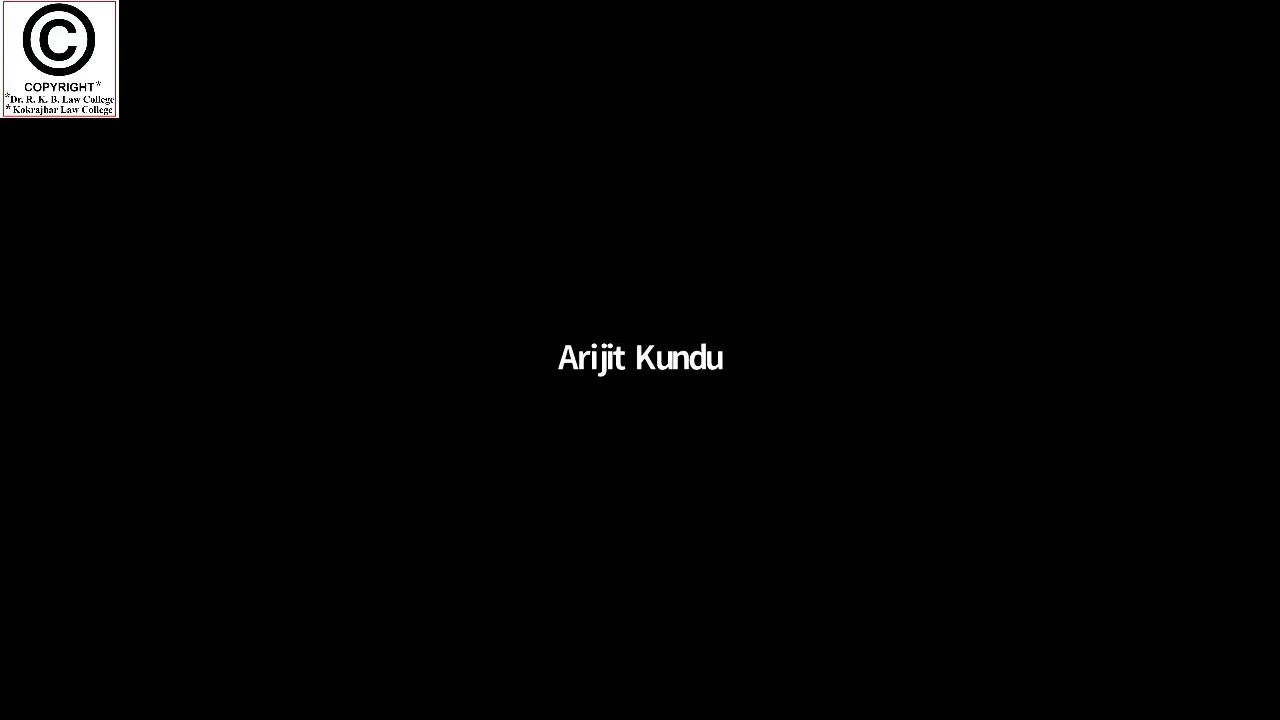 ©
COPYRIGHT*
*Dr. R. K. B. Law College
* Kokrajhar Law College
Arijit Kundu